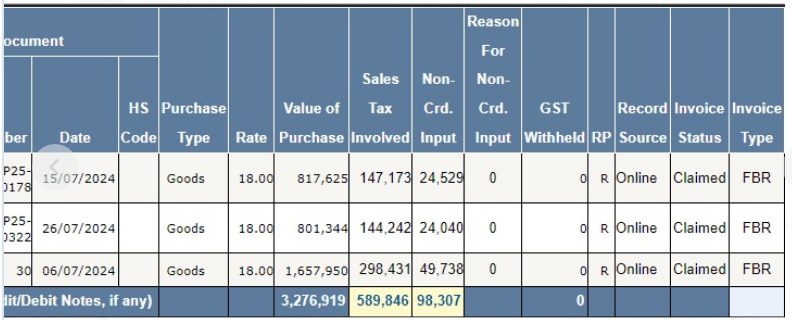 ocument
Reason For Non- Crd. Input
HS Code
Purchase Type
Value of Purchase
Sales Tax Involved
Non- Crd. Input
GST Withheld
Record Source
Invoice Status
Invoice Type
ber Date Rate RP
P25- 0178 15/07/2024 Goods 18.00 817,625 147,173 24,529 0 0 R Online Claimed FBR
P25- 0322 26/07/2024 Goods 18.00 801,344 144,242 24,040 0 0 R Online Claimed FBR
30 06/07/2024 Goods 18.00 1,657,950 298,431 49,738 0 0 R Online Claimed FBR
dit/Debit Notes, if any) 3,276,919 589,846 98,307 0